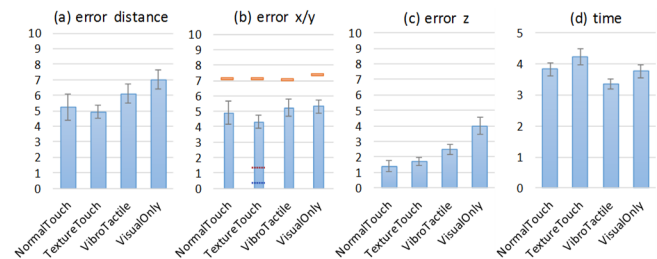 (a) error distance
(b) error x/y
(c) error z
(d) time
10
9
8
7
6
5
4
3
2
1
0
NormalTouch
TextureTouch
VibroTactile
VisualOnly
10
9
8
7
6
5
4
3
2
1
0
NormalTouch
TextureTouch
VibroTactile
VisualOnly
10
9
8
7
6
5
4
3
2
1
0
NormalTouch
TextureTouch
VibroTactile
VisualOnly
5
4
3
2
1
0
NormalTouch
TextureTouch
VibroTactile
VisualOnly